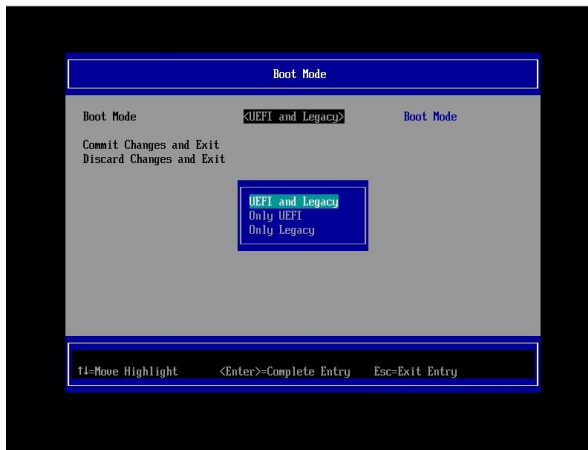 Boot Mode
Boot Mode <UEFI and Legacy> Boot Mode
Commit Changes and Exit
Discard Changes and Exit
UEFI and Legacy
Only UEFI
Only Legacy
↑↓=Move Highlight <Enter>=Complete Entry Esc=Exit Entry